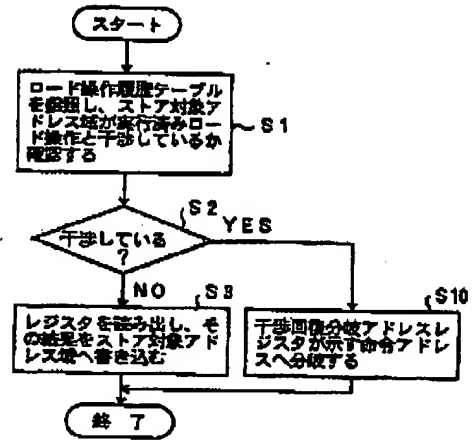 スタート
ロード操作履歴テーブル
を参照し、ストア対象ア
ドレス域が実行済みロー
ド操作と干渉しているか
確認する
S1
S2
干渉している
?
YES
NO
S3
レジスタを読み出し、そ
の結果をストア対象アド
レス域へ書き込む
S10
干渉回復分岐アドレスレ
ジスタが示す命令アドレ
スへ分岐する
終了